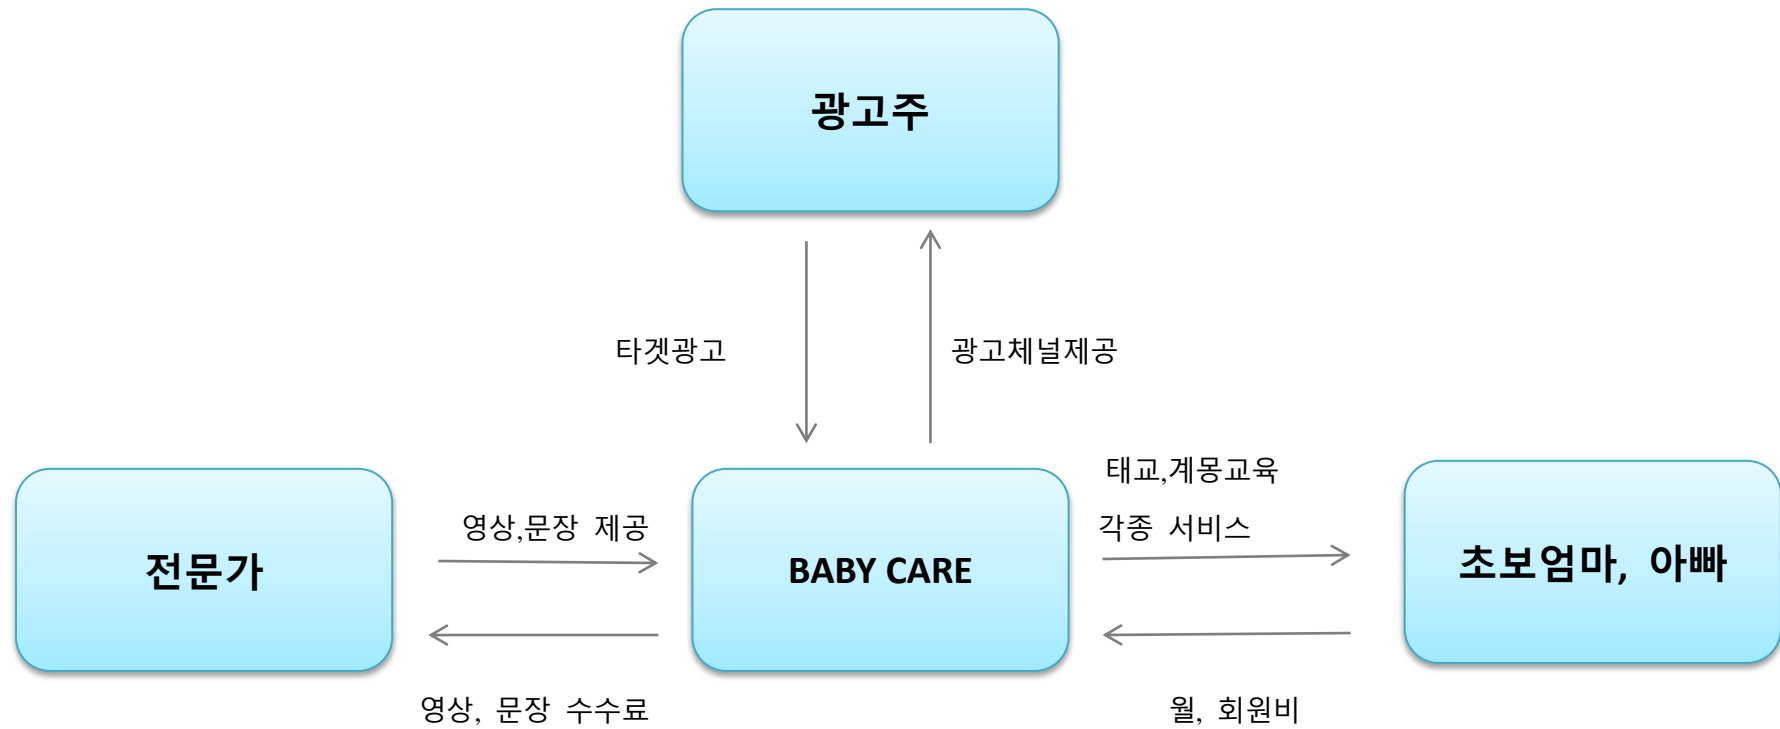 광고주
타겟광고
광고체널제공
태교,계몽교육
영상,문장 제공
각종 서비스
전문가
BABY CARE
초보엄마, 아빠
영상, 문장 수수료
월, 회원비